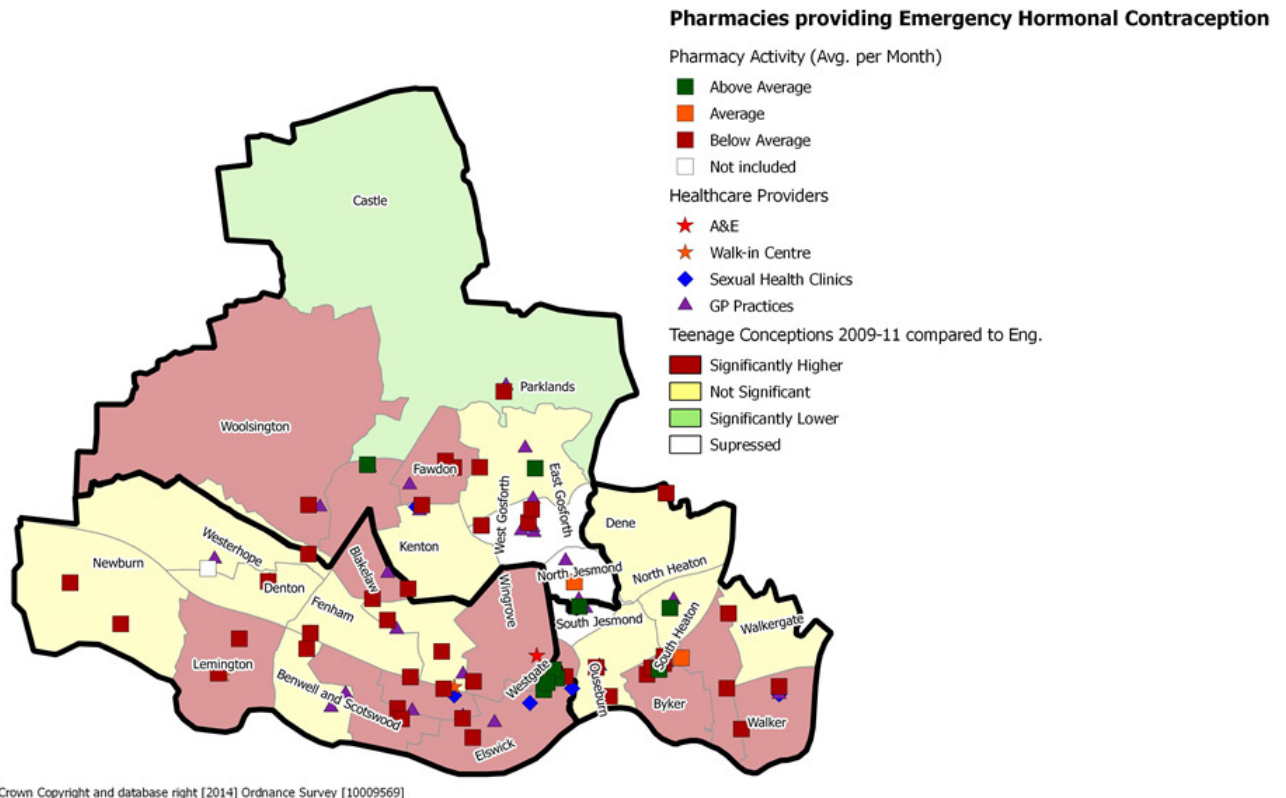 Pharmacies providing Emergency Hormonal Contraception
Pharmacy Activity (Avg. per Month)
Above Average
Average
Below Average
Not included
Healthcare Providers
A&E
Walk-in Centre
Sexual Health Clinics
GP Practices
Teenage Conceptions 2009-11 compared to Eng.
Significantly Higher
Not Significant
Significantly Lower
Supressed
Castle
Parklands
Woolsington
Fawdon
West Gosforth
East Gosforth
Dene
Kenton
Westerhope
Newburn
Blakelaw
Denton
North Jesmond
North Heaton
Wingrove
Fenham
South Jesmond
South Heaton
Walkergate
Lemington
Westgate
Benwell and Scotswood
Ouseburn
Byker
Walker
Elswick
Crown Copyright and database right [2014] Ordnance Survey [10009569]